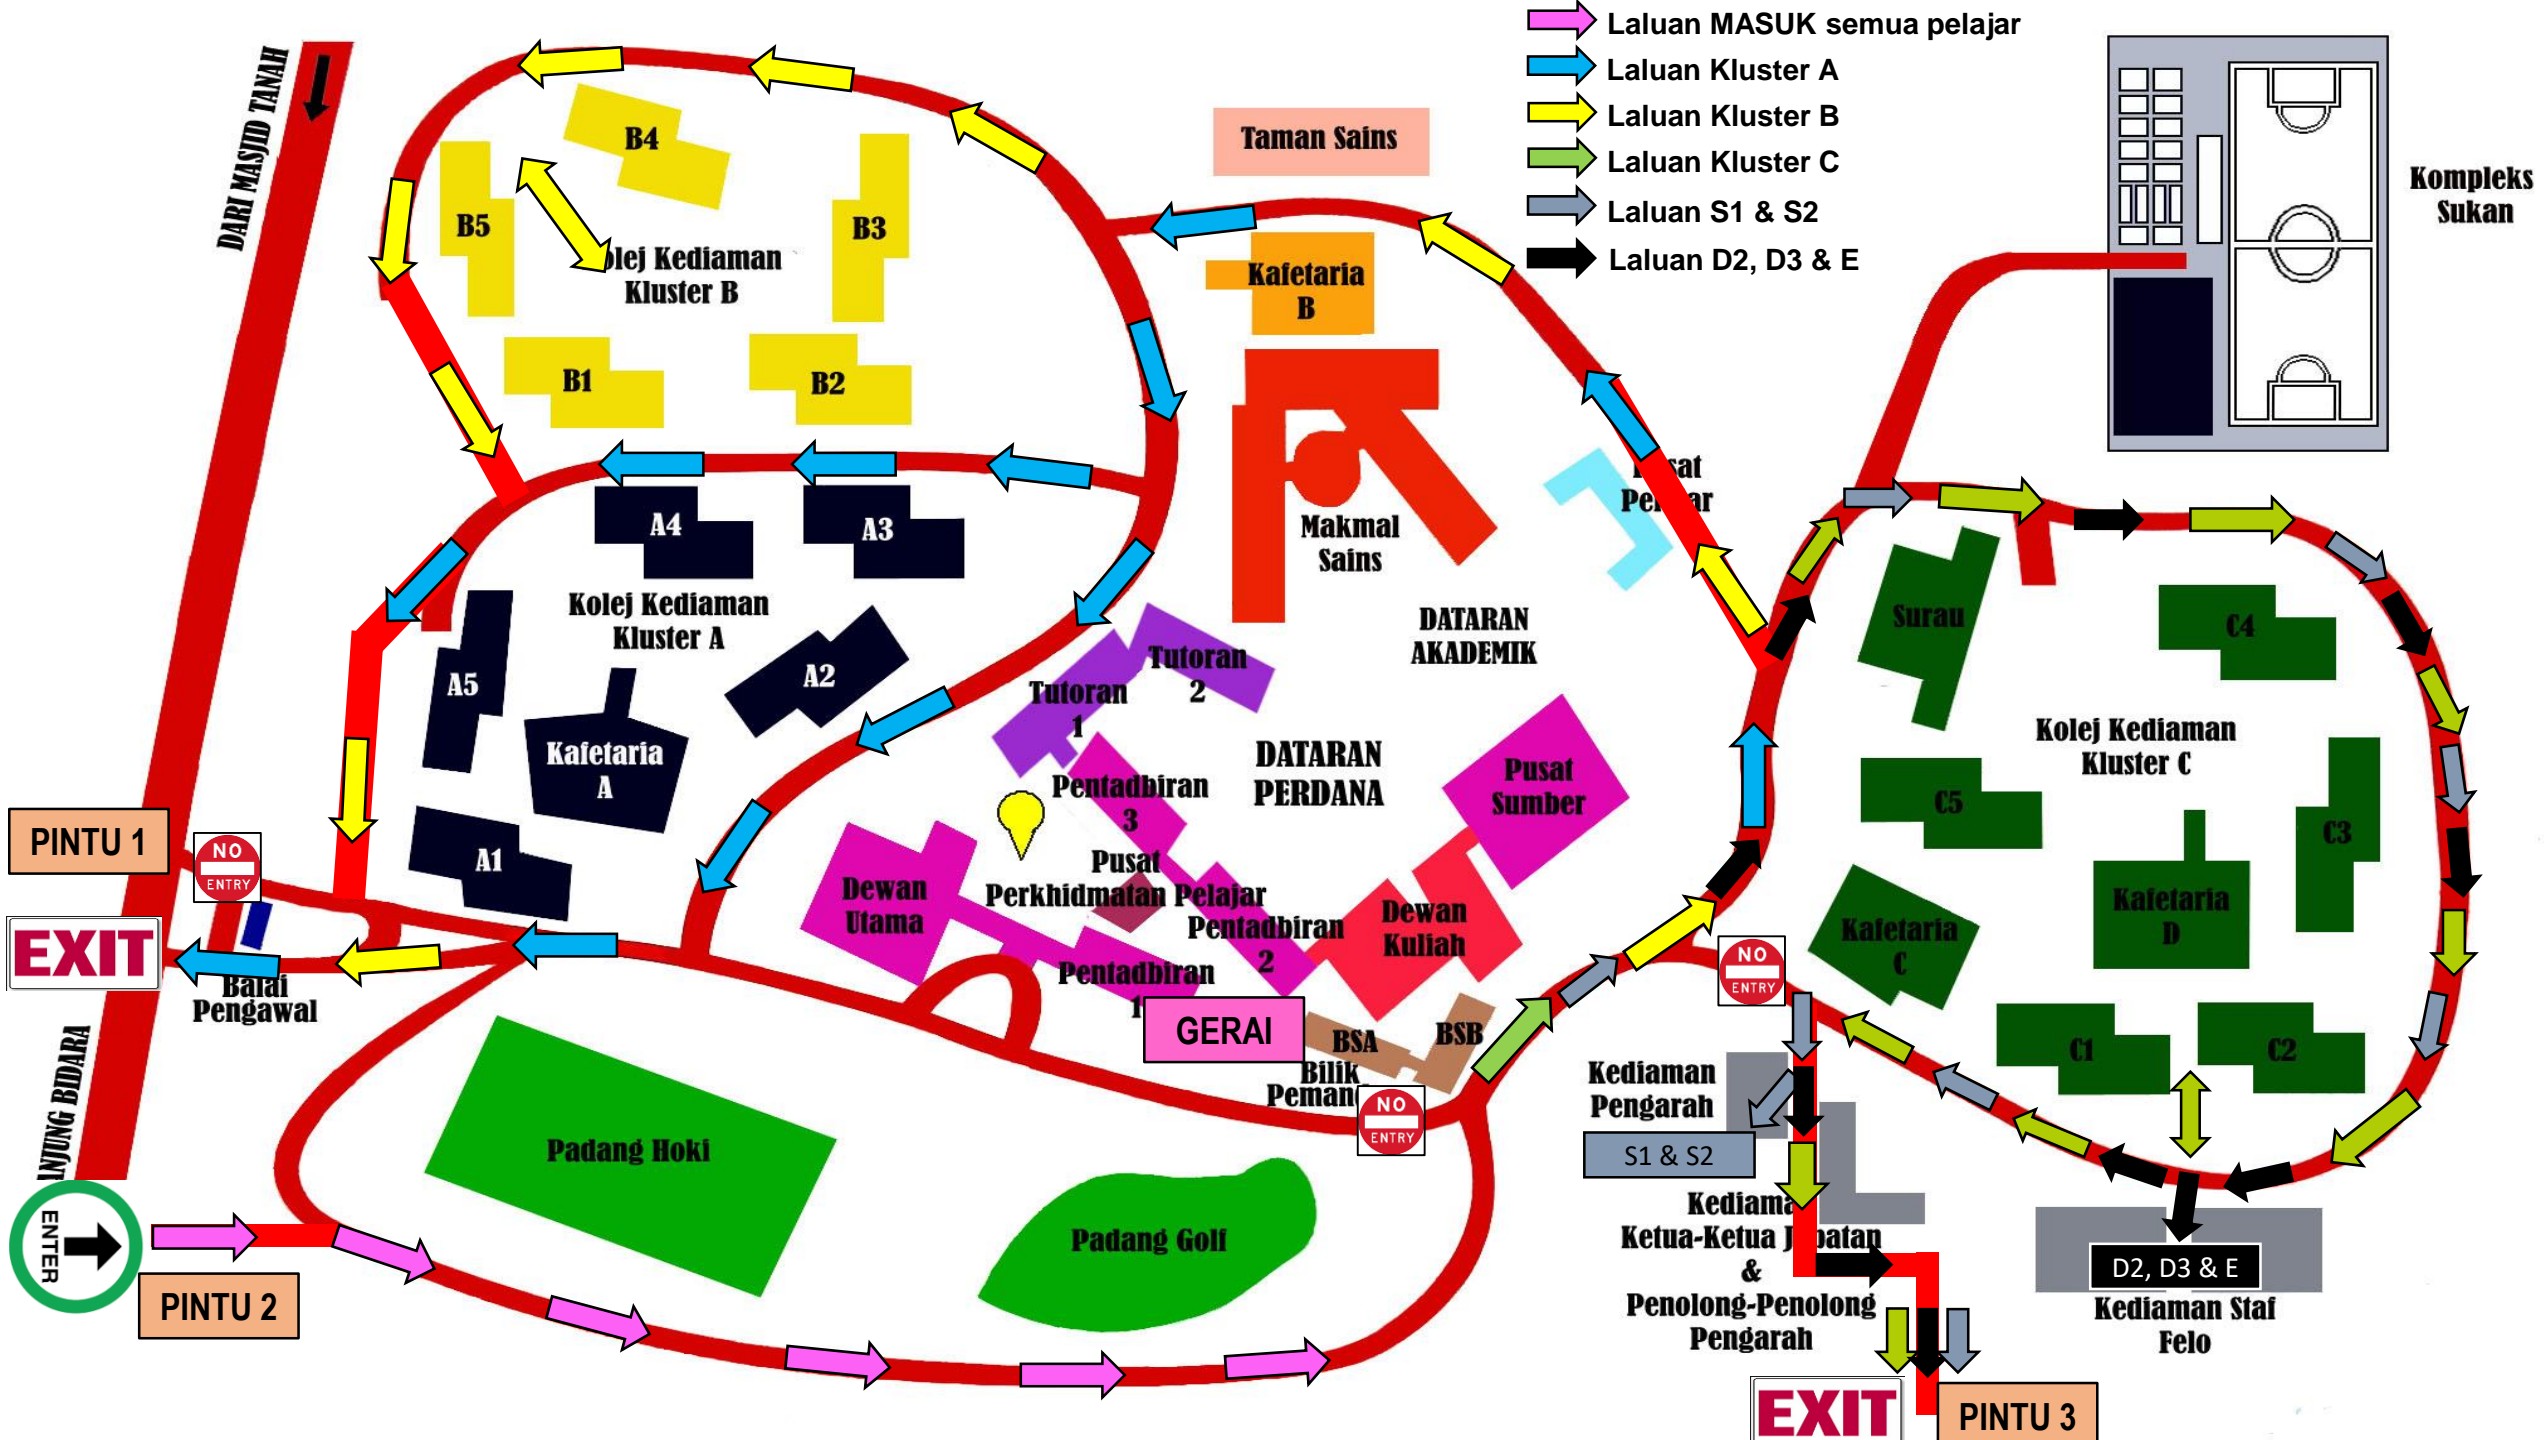 Laluan MASUK semua pelajar
Laluan Kluster A
Laluan Kluster B
Laluan Kluster C
Laluan S1 & S2
Laluan D2, D3 & E
DARI MASJID TANAH
Taman Sains
Kompleks
Sukan
B4
B5
B3
Kediaman
Kluster B
B1
B2
Kafetaria
B
A4
A3
Makmal
Sains
Kolej Kediaman
Kluster A
A5
A2
Kafetaria
A
A1
Tutoran
2
Tutoran
1
DATARAN
AKADEMIK
DATARAN
PERDANA
Pusat
Sumber
Pentadbiran
3
Pusat
Perkhidmatan Pelajar
Dewan
Utama
Pentadbiran
2
Dewan
Kuliah
Pentadbiran
1
GERAI
BSA
BSB
Bilik
Surau
C4
Kolej Kediaman
Kluster C
C5
C3
Kafetaria
C
Kafetaria
D
C1
C2
PINTU 1
NO
ENTRY
EXIT
Balai
Pengawal
NO
ENTRY
NO
ENTRY
Kediaman
Pengarah
S1 & S2
Ketua-Ketua
&
Penolong-Penolong
Pengarah
D2, D3 & E
Kediaman Staf
Felo
Padang Hoki
Padang Golf
BIDARA
ENTER
PINTU 2
EXIT
PINTU 3